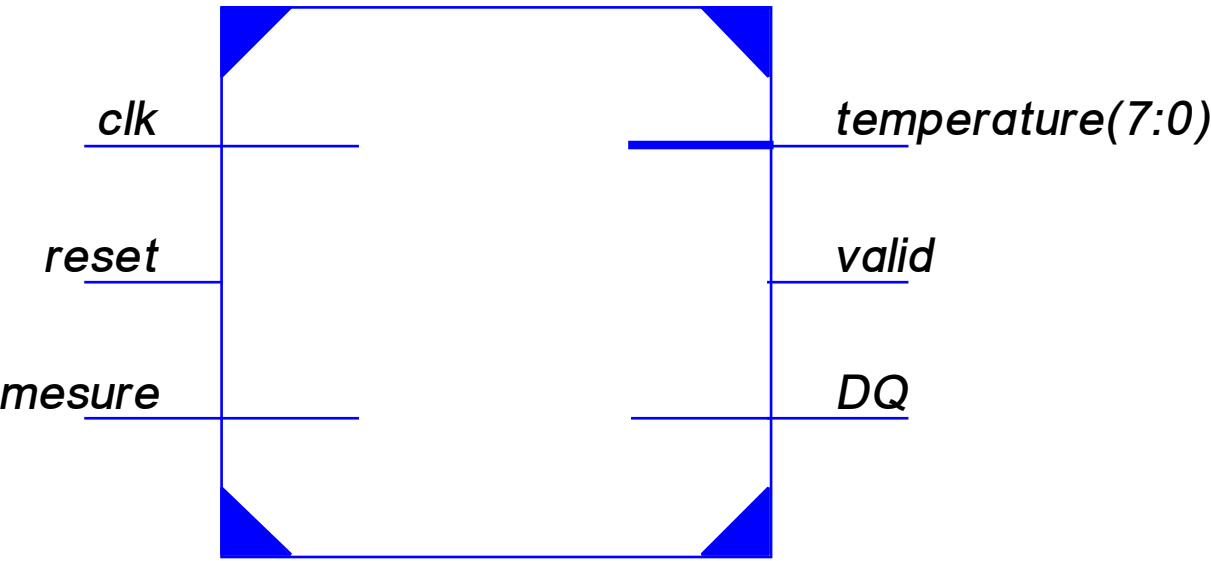 clk
temperature(7:0)
reset
valid
mesure
DQ